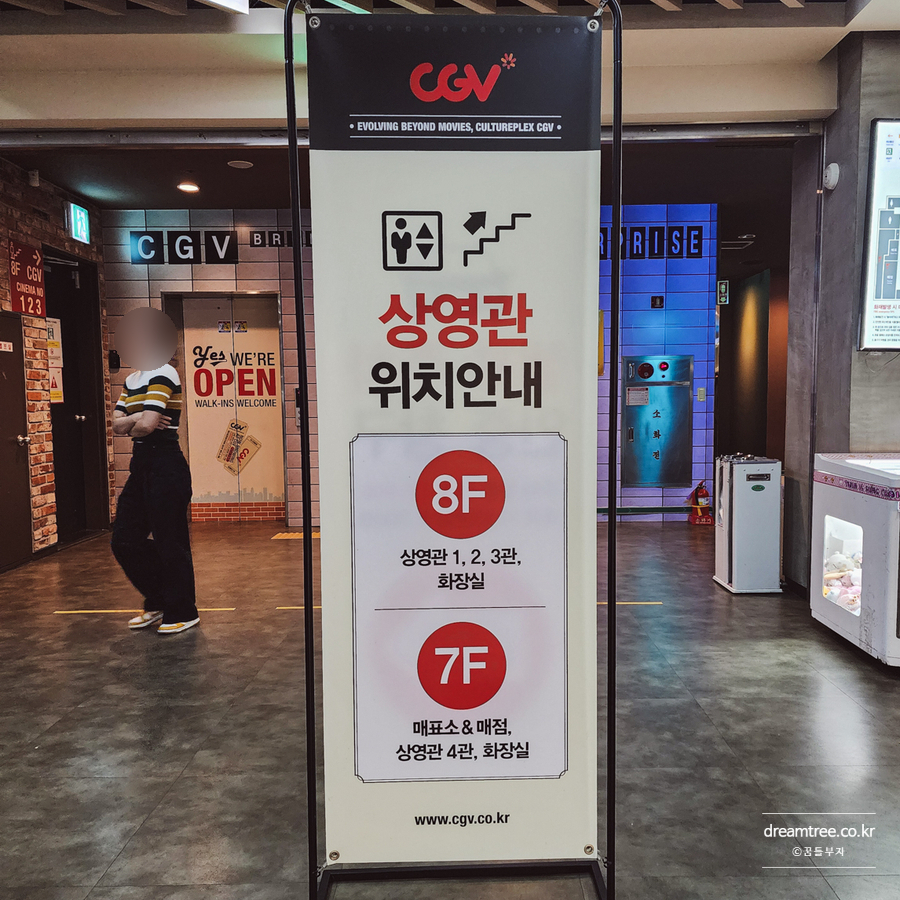 CGV
• EVOLVING BEYOND MOVIES, CULTUREPLEX CGV •
상영관
위치안내
8F
상영관 1, 2, 3관,
화장실
7F
매표소 & 매점,
상영관 4관, 화장실
www.cgv.co.kr
CGV
8F CGV
CINEMA NO
1 2 3
yes WE'RE
OPEN
WALK-INS WELCOME
소화전
dreamtree.co.kr
©꿈틀부자